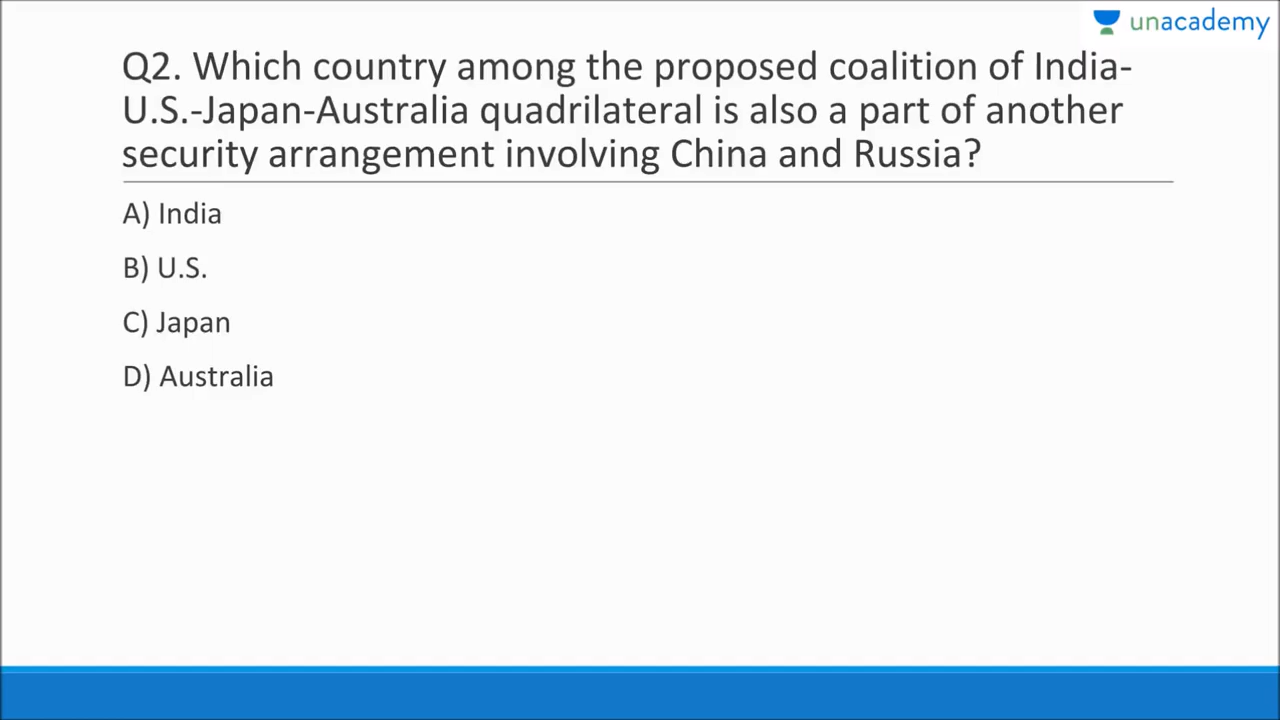 unacademy
Q2. Which country among the proposed coalition of India-
U.S.-Japan-Australia quadrilateral is also a part of another
security arrangement involving China and Russia?
A) India
B) U.S.
C) Japan
D) Australia